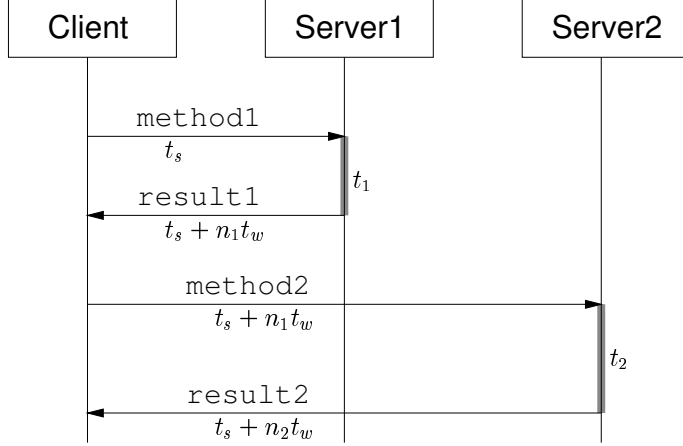 Client Server1 Server2
method1
t_s
t_1
result1
t_s + n_1t_w
method2
t_s + n_1t_w
t_2
result2
t_s + n_2t_w